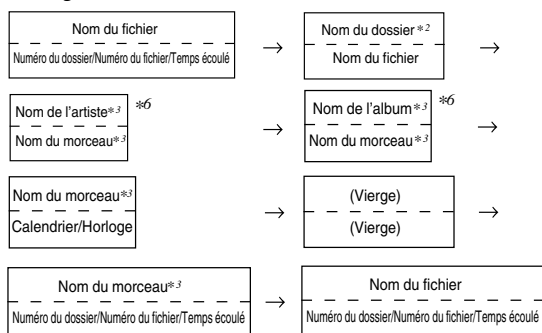 Nom du fichier
Numéro du dossier/Numéro du fichier/Temps écoulé
→
Nom du dossier*2
Nom du fichier
→
Nom de l'artiste*3
Nom du morceau*3
*6
→
Nom de l'album*3
Nom du morceau*3
*6
→
Nom du morceau*3
Calendrier/Horloge
→
(Vierge)
(Vierge)
→
Nom du morceau*3
Numéro du dossier/Numéro du fichier/Temps écoulé
→
Nom du fichier
Numéro du dossier/Numéro du fichier/Temps écoulé